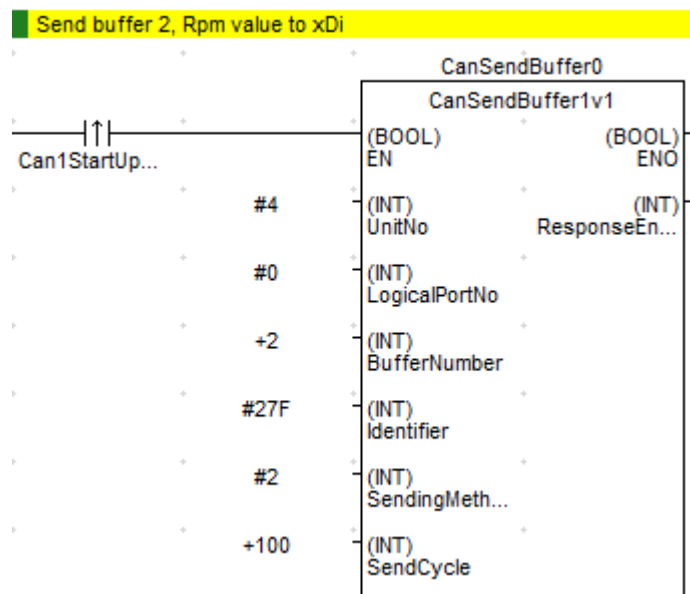 Send buffer 2, Rpm value to xDi
CanSendBuffer0
CanSendBuffer1v1
(BOOL) (BOOL)
EN ENO
Can1StartUp...
#4 (INT) (INT)
UnitNo ResponseEn...
#0 (INT)
LogicalPortNo
+2 (INT)
BufferNumber
#27F (INT)
Identifier
#2 (INT)
SendingMeth...
+100 (INT)
SendCycle